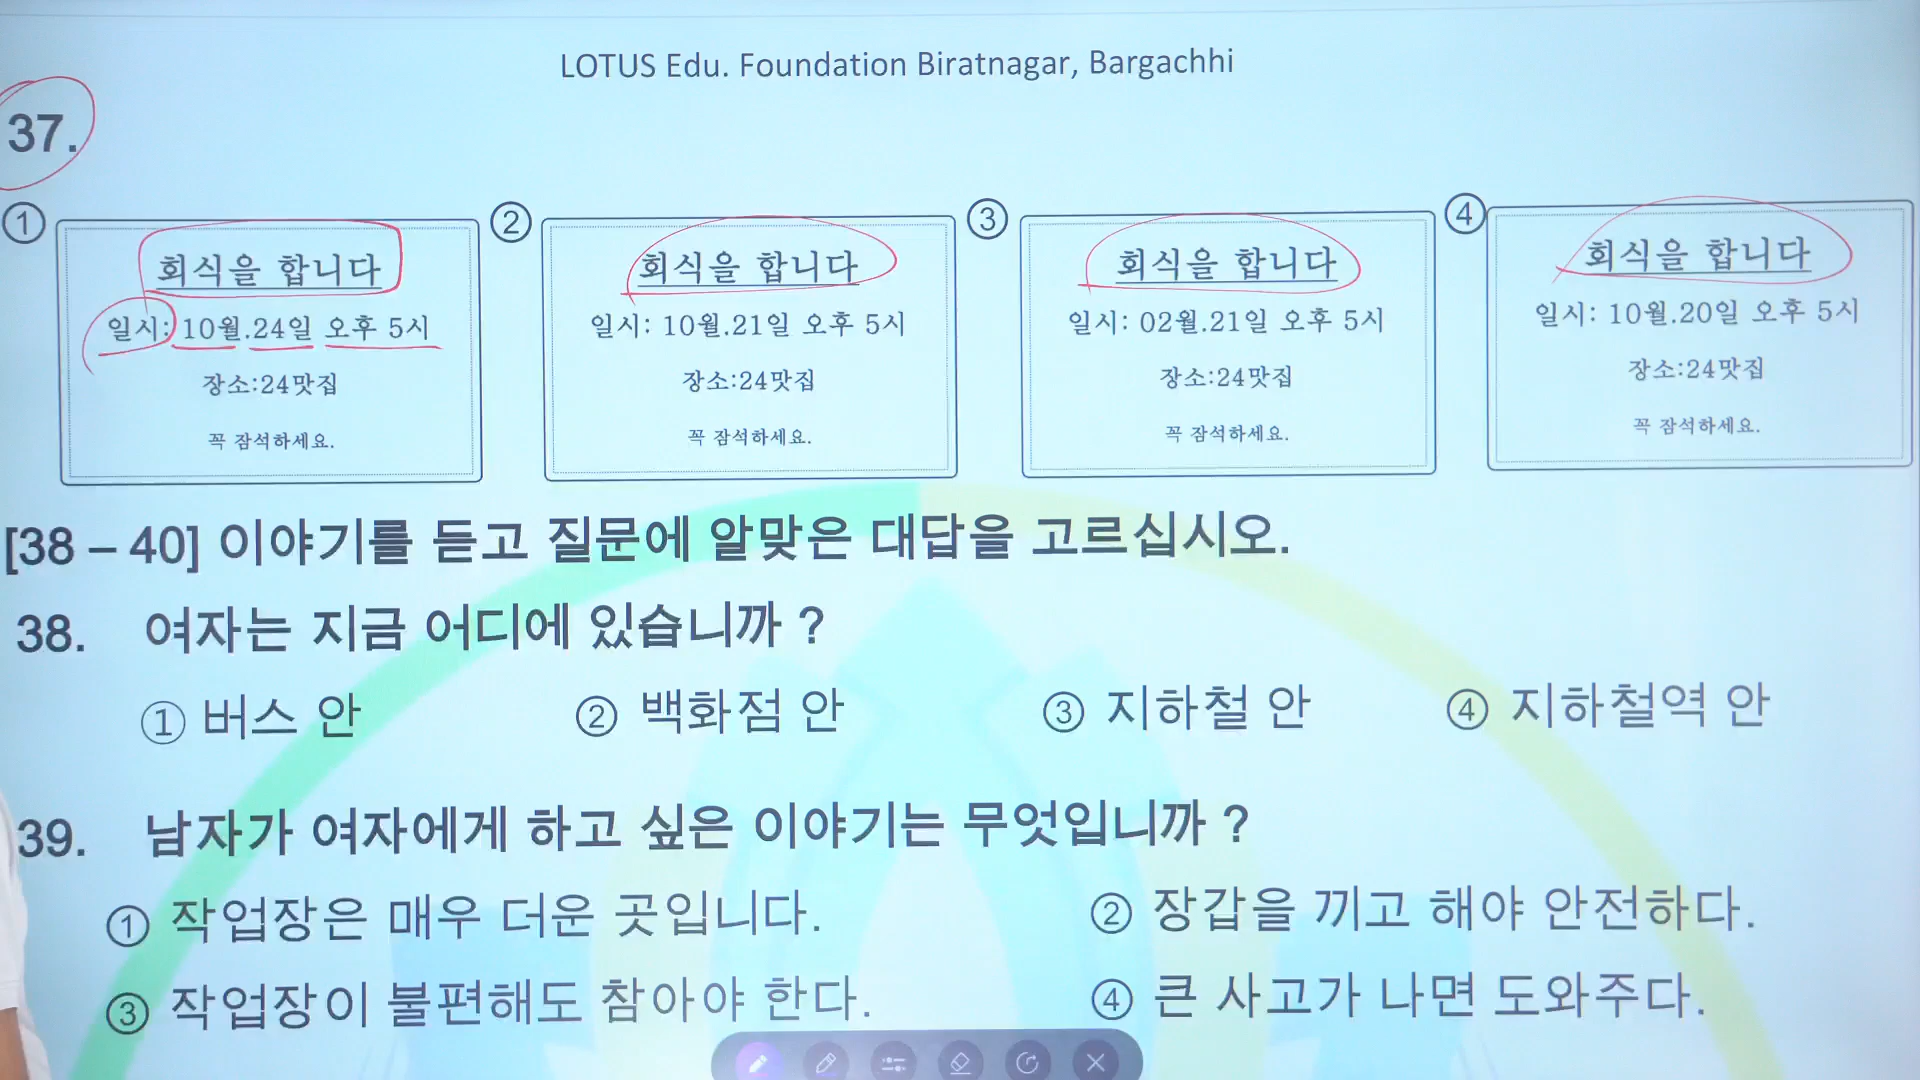 LOTUS Edu. Foundation Biratnagar, Bargachhi
37.
①
회식을 합니다
일시: 10월.24일 오후 5시
장소:24맛집
꼭 잠석하세요.
②
회식을 합니다
일시: 10월.21일 오후 5시
장소:24맛집
꼭 잠석하세요.
③
회식을 합니다
일시: 02월.21일 오후 5시
장소:24맛집
꼭 잠석하세요.
④
회식을 합니다
일시: 10월.20일 오후 5시
장소:24맛집
꼭 잠석하세요.
[38 – 40] 이야기를 듣고 질문에 알맞은 대답을 고르십시오.
38. 여자는 지금 어디에 있습니까 ?
① 버스 안 ② 백화점 안 ③ 지하철 안 ④ 지하철역 안
39. 남자가 여자에게 하고 싶은 이야기는 무엇입니까 ?
① 작업장은 매우 더운 곳입니다. ② 장갑을 끼고 해야 안전하다.
③ 작업장이 불편해도 참아야 한다. ④ 큰 사고가 나면 도와주다.